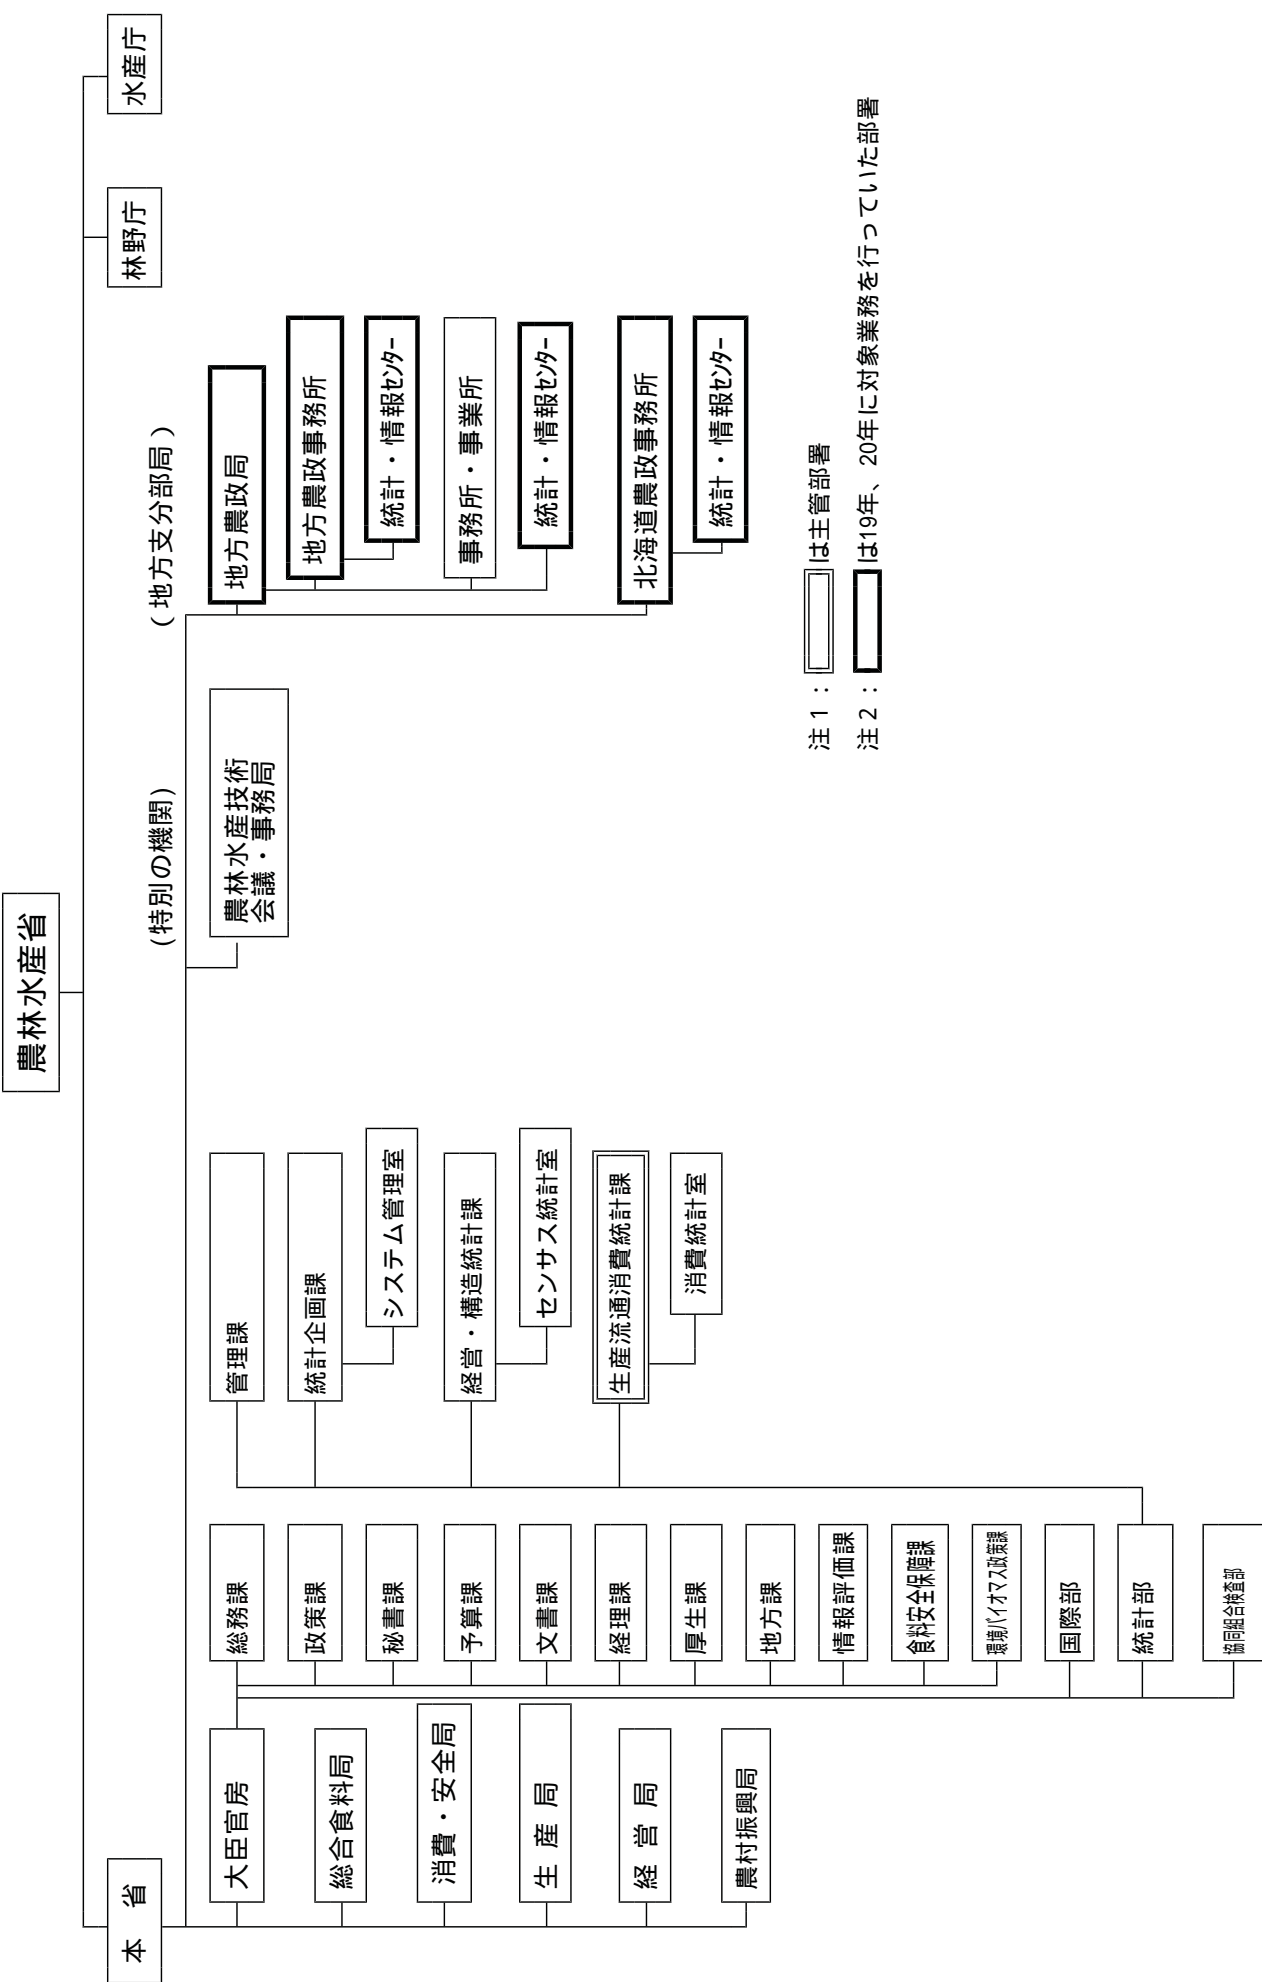 農林水産省
本　省
林野庁
水産庁
(特別の機関)
(地方支分部局)
大臣官房
総合食料局
消費・安全局
生産局
経営局
農村振興局
総務課
政策課
秘書課
予算課
文書課
経理課
厚生課
地方課
情報評価課
食料安全保障課
環境バイオマス政策課
国際部
統計部
協同組合検査部
管理課
統計企画課
システム管理室
経営・構造統計課
センサス統計室
生産流通消費統計課
消費統計室
農林水産技術
会議・事務局
地方農政局
地方農政事務所
統計・情報センター
事務所・事業所
統計・情報センター
北海道農政事務所
統計・情報センター
注1：　　　は主管部署
注2：　　　は19年、20年に対象業務を行っていた部署